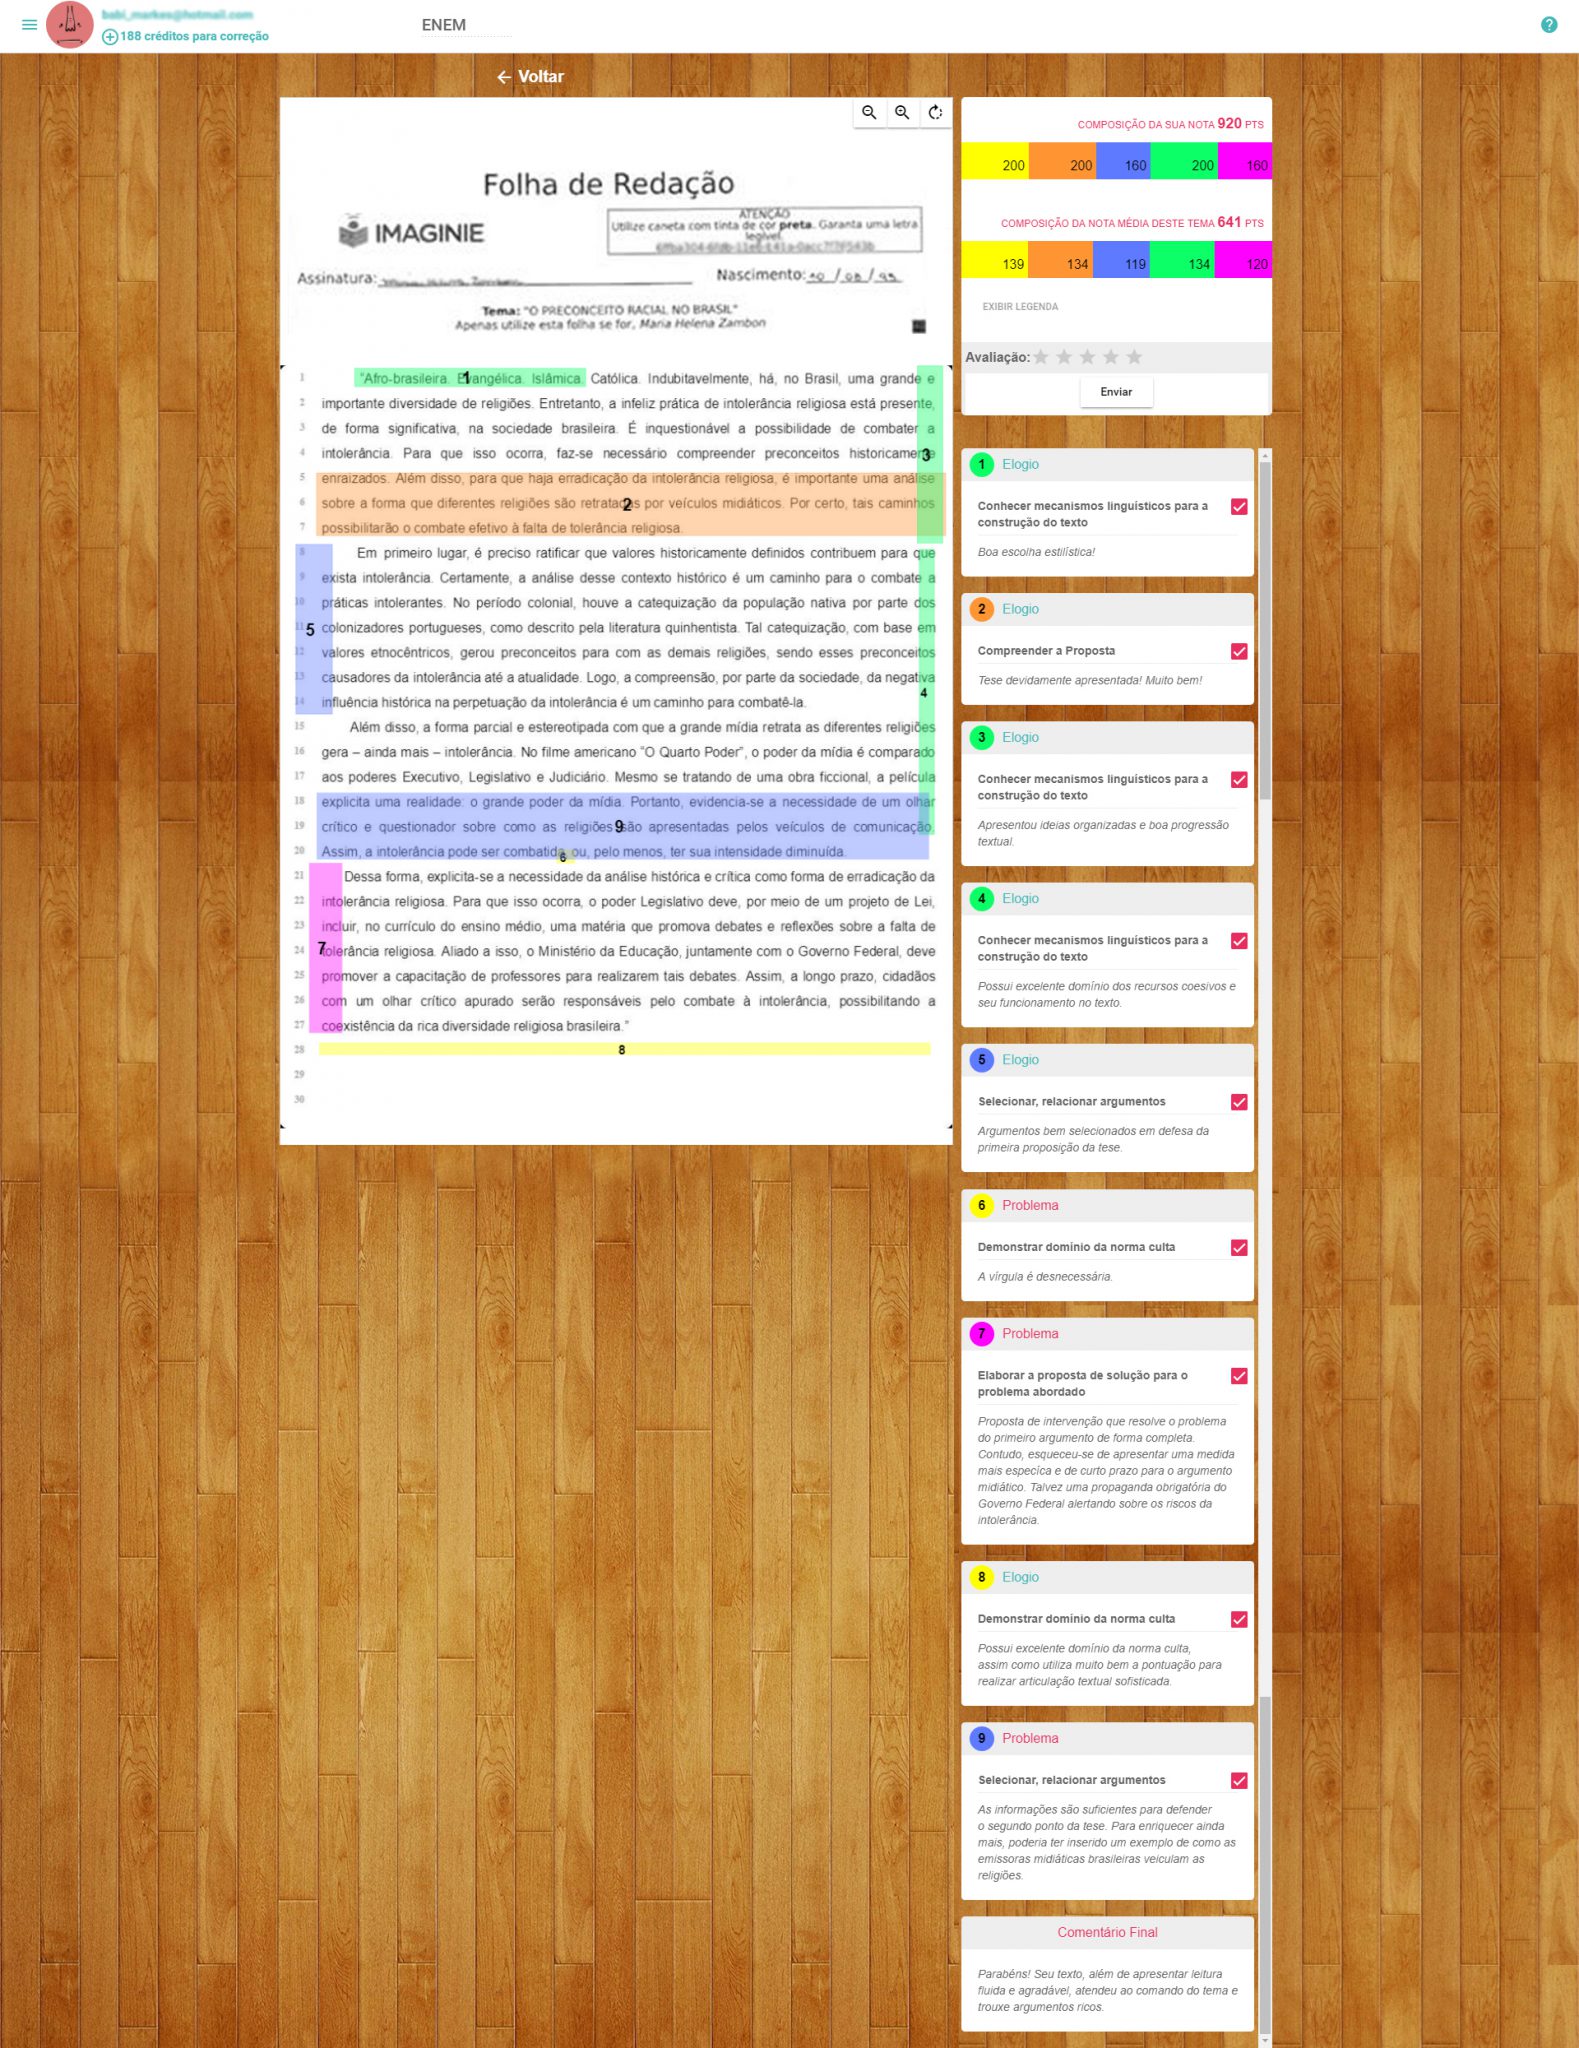 188 créditos para correção
ENEM
← Voltar
Folha de Redação
IMAGINIE
ATENÇÃO
Utilize caneta com tinta de cor preta. Garanta uma letra
legível.
Assinatura:
Nascimento: 10 / 08 / 95
Tema: "O PRECONCEITO RACIAL NO BRASIL"
Apenas utilize esta folha se for, Maria Helena Zambon
1 "Afro-brasileira. Evangélica. Islâmica. Católica. Indubitavelmente, há, no Brasil, uma grande e
2 importante diversidade de religiões. Entretanto, a infeliz prática de intolerância religiosa está presente,
3 de forma significativa, na sociedade brasileira. É inquestionável a possibilidade de combater a
4 intolerância. Para que isso ocorra, faz-se necessário compreender preconceitos historicamente
5 enraizados. Além disso, para que haja erradicação da intolerância religiosa, é importante uma análise
6 sobre a forma que diferentes religiões são retratadas por veículos midiáticos. Por certo, tais caminhos
7 possibilitarão o combate efetivo à falta de tolerância religiosa.
8 Em primeiro lugar, é preciso ratificar que valores historicamente definidos contribuem para que
9 exista intolerância. Certamente, a análise desse contexto histórico é um caminho para o combate a
10 práticas intolerantes. No período colonial, houve a catequização da população nativa por parte dos
11 colonizadores portugueses, como descrito pela literatura quinhentista. Tal catequização, com base em
12 valores etnocêntricos, gerou preconceitos para com as demais religiões, sendo esses preconceitos
13 causadores da intolerância até a atualidade. Logo, a compreensão, por parte da sociedade, da negativa
14 influência histórica na perpetuação da intolerância é um caminho para combatê-la.
15 Além disso, a forma parcial e estereotipada com que a grande mídia retrata as diferentes religiões
16 gera – ainda mais – intolerância. No filme americano "O Quarto Poder", o poder da mídia é comparado
17 aos poderes Executivo, Legislativo e Judiciário. Mesmo se tratando de uma obra ficcional, a película
18 explicita uma realidade: o grande poder da mídia. Portanto, evidencia-se a necessidade de um olhar
19 crítico e questionador sobre como as religiões são apresentadas pelos veículos de comunicação.
20 Assim, a intolerância pode ser combatida ou, pelo menos, ter sua intensidade diminuída.
21 Dessa forma, explicita-se a necessidade da análise histórica e crítica como forma de erradicação da
22 intolerância religiosa. Para que isso ocorra, o poder Legislativo deve, por meio de um projeto de Lei,
23 incluir, no currículo do ensino médio, uma matéria que promova debates e reflexões sobre a falta de
24 tolerância religiosa. Aliado a isso, o Ministério da Educação, juntamente com o Governo Federal, deve
25 promover a capacitação de professores para realizarem tais debates. Assim, a longo prazo, cidadãos
26 com um olhar crítico apurado serão responsáveis pelo combate à intolerância, possibilitando a
27 coexistência da rica diversidade religiosa brasileira."
28
29
30
1
2
3
4
5
6
7
8
9
COMPOSIÇÃO DA SUA NOTA 920 PTS
200 200 160 200 160
COMPOSIÇÃO DA NOTA MÉDIA DESTE TEMA 641 PTS
139 134 119 134 120
EXIBIR LEGENDA
Avaliação:
Enviar
1 Elogio
Conhecer mecanismos linguísticos para a
construção do texto
Boa escolha estilística!
2 Elogio
Compreender a Proposta
Tese devidamente apresentada! Muito bem!
3 Elogio
Conhecer mecanismos linguísticos para a
construção do texto
Apresentou ideias organizadas e boa progressão
textual.
4 Elogio
Conhecer mecanismos linguísticos para a
construção do texto
Possui excelente domínio dos recursos coesivos e
seu funcionamento no texto.
5 Elogio
Selecionar, relacionar argumentos
Argumentos bem selecionados em defesa da
primeira proposição da tese.
6 Problema
Demonstrar domínio da norma culta
A vírgula é desnecessária.
7 Problema
Elaborar a proposta de solução para o
problema abordado
Proposta de intervenção que resolve o problema
do primeiro argumento de forma completa.
Contudo, esqueceu-se de apresentar uma medida
mais especíca e de curto prazo para o argumento
midiático. Talvez uma propaganda obrigatória do
Governo Federal alertando sobre os riscos da
intolerância.
8 Elogio
Demonstrar domínio da norma culta
Possui excelente domínio da norma culta,
assim como utiliza muito bem a pontuação para
realizar articulação textual sofisticada.
9 Problema
Selecionar, relacionar argumentos
As informações são suficientes para defender
o segundo ponto da tese. Para enriquecer ainda
mais, poderia ter inserido um exemplo de como as
emissoras midiáticas brasileiras veiculam as
religiões.
Comentário Final
Parabéns! Seu texto, além de apresentar leitura
fluida e agradável, atendeu ao comando do tema e
trouxe argumentos ricos.